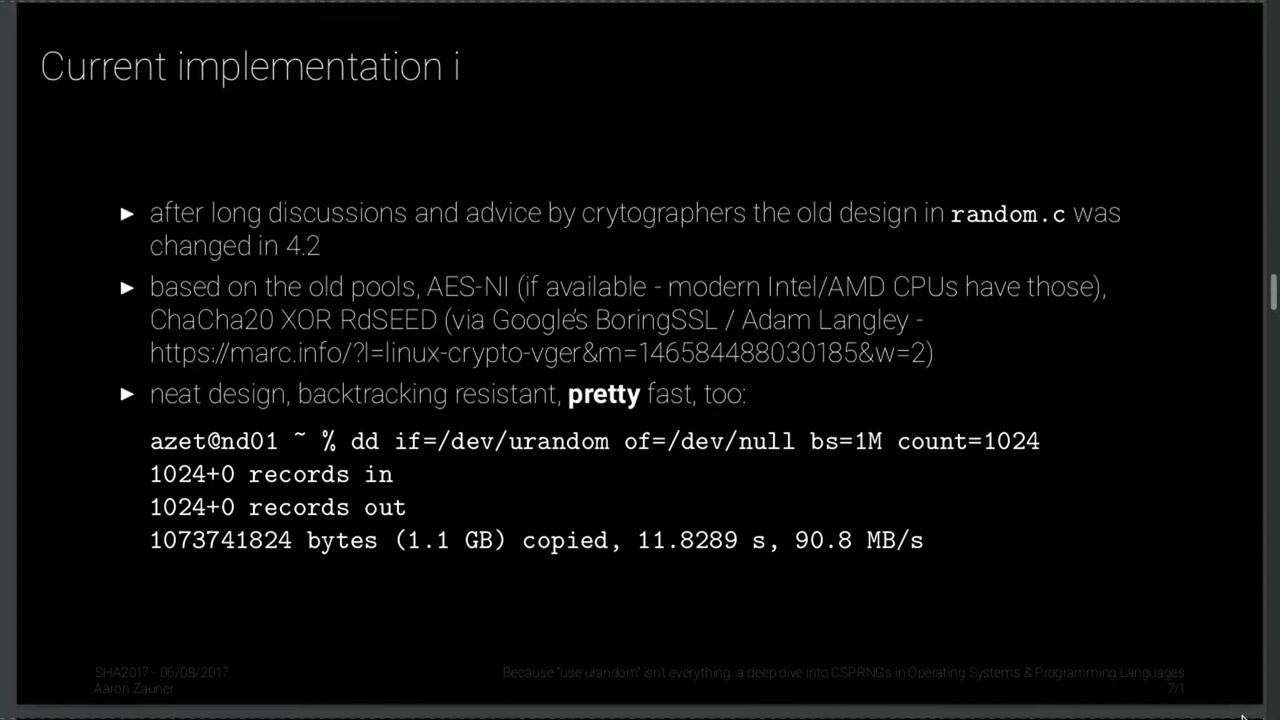 Current implementation i
▶ after long discussions and advice by crytographers the old design in random.c was
changed in 4.2
▶ based on the old pools, AES-NI (if available - modern Intel/AMD CPUs have those),
ChaCha20 XOR RdSEED (via Google's BoringSSL / Adam Langley -
https://marc.info/?l=linux-crypto-vger&m=146584488030185&w=2)
▶ neat design, backtracking resistant, pretty fast, too:
azet@nd01 ~ % dd if=/dev/urandom of=/dev/null bs=1M count=1024
1024+0 records in
1024+0 records out
1073741824 bytes (1.1 GB) copied, 11.8289 s, 90.8 MB/s
SHA2017 - 06/08/2017
Aaron Zauner
Because "use urandom" isn't everything: a deep dive into CSPRNGs in Operating Systems & Programming Languages
7/1